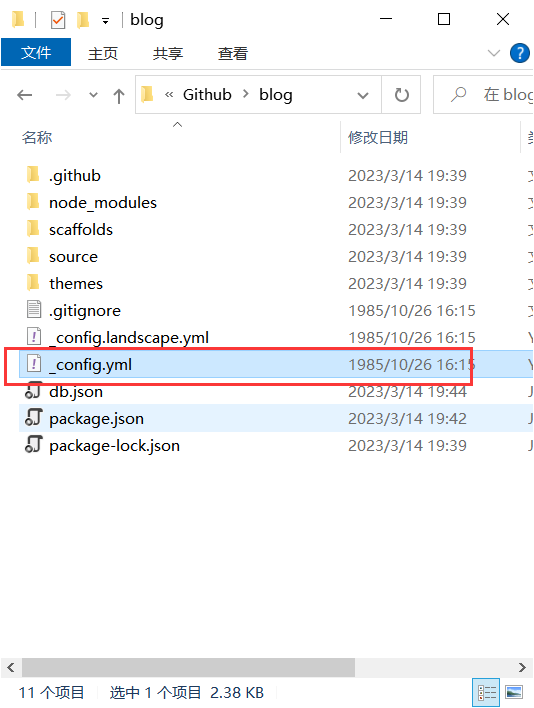 blog
文件 主页 共享 查看
« Github > blog 在 blog
名称 修改日期
.github 2023/3/14 19:39
node_modules 2023/3/14 19:39
scaffolds 2023/3/14 19:39
source 2023/3/14 19:39
themes 2023/3/14 19:39
.gitignore 1985/10/26 16:15
_config.landscape.yml 1985/10/26 16:15
_config.yml 1985/10/26 16:15
db.json 2023/3/14 19:44
package.json 2023/3/14 19:42
package-lock.json 2023/3/14 19:39
11 个项目 选中 1 个项目 2.38 KB